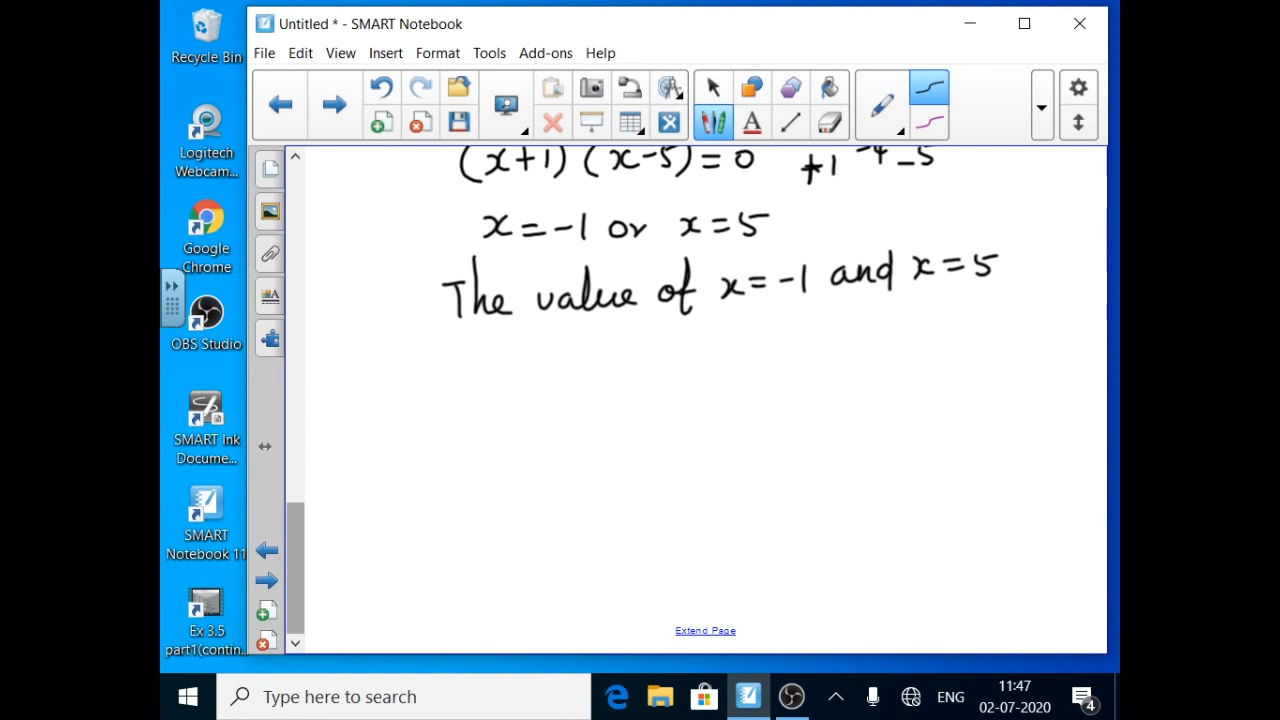 Recycle Bin
Logitech
Webcam...
Google
Chrome
OBS Studio
SMART Ink
Docume...
SMART
Notebook 11
Ex 3.5
part1(contin...
Untitled * - SMART Notebook
File Edit View Insert Format Tools Add-ons Help
(x+1) (x-5) = 0 +1 -4 -5
x = -1 or x = 5
The value of x = -1 and x = 5
Extend Page
Type here to search
ENG
11:47
02-07-2020
4